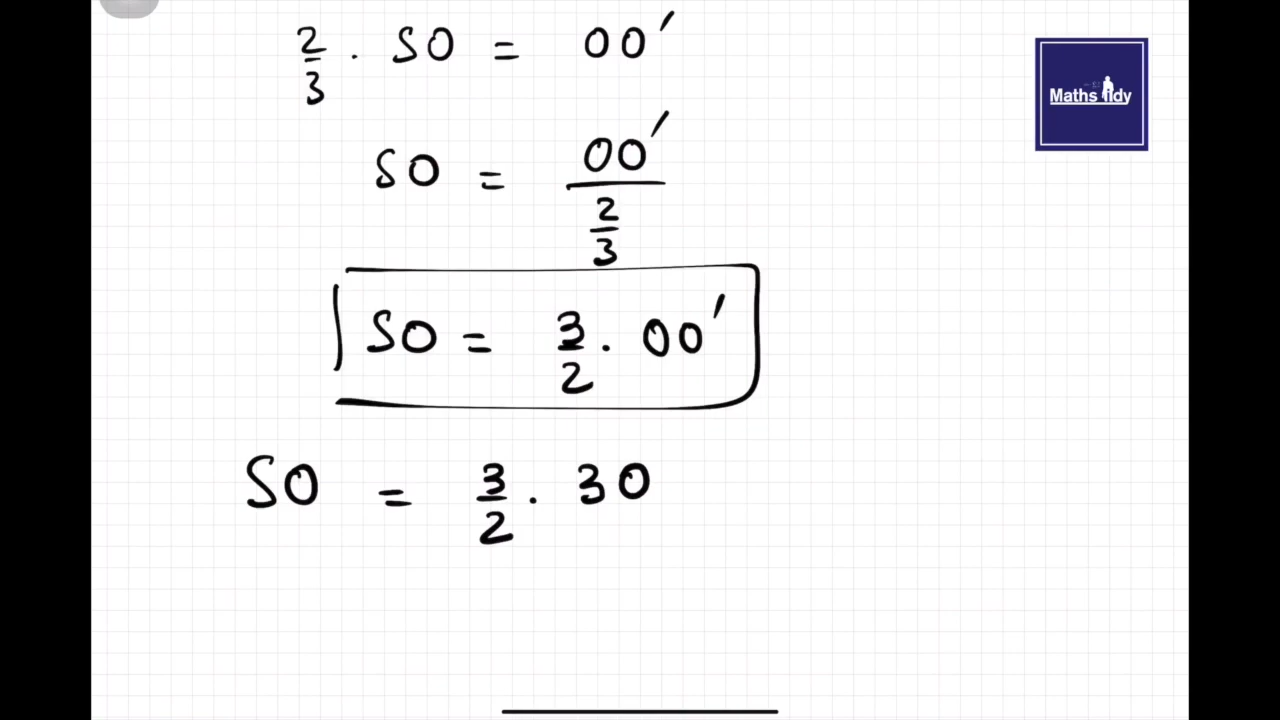 2/3 . SO = OO'
SO = OO' / 2/3
SO = 3/2 . OO'
SO = 3/2 . 30
Maths